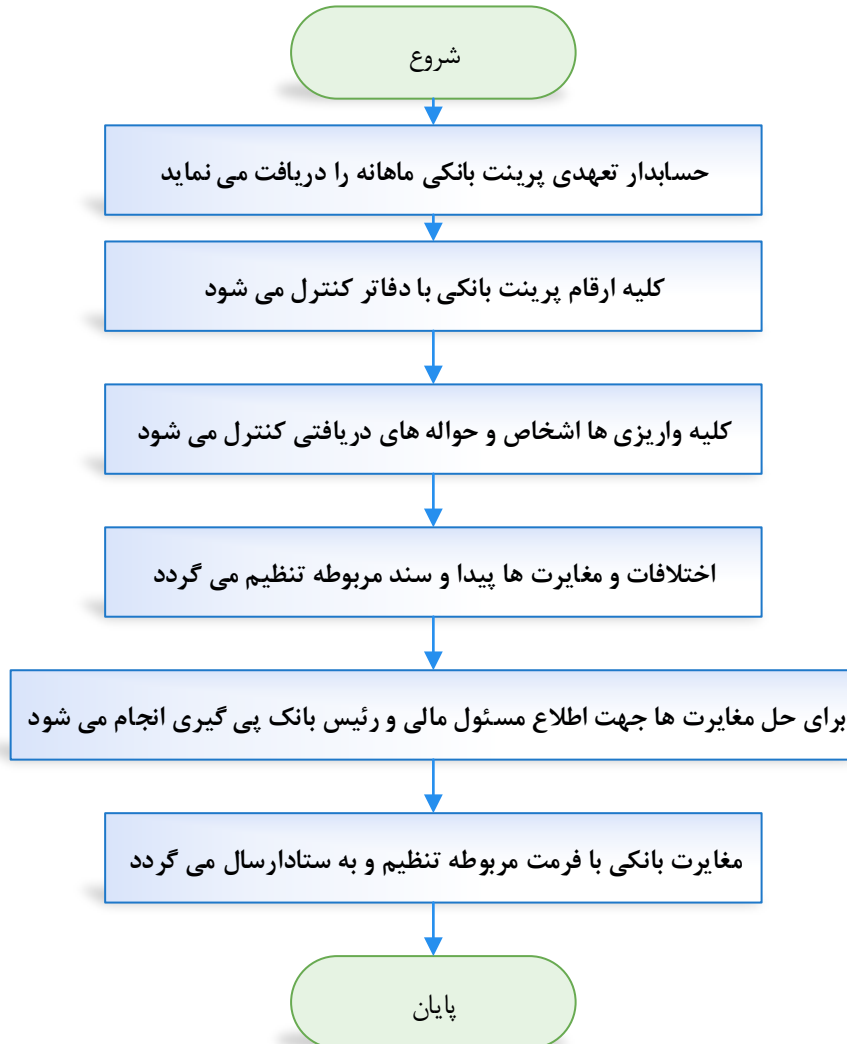 شروع
حسابدار تعهدی پرینت بانکی ماهانه را دریافت می نماید
کلیه ارقام پرینت بانکی با دفاتر کنترل می شود
کلیه واریزی ها اشخاص و حواله های دریافتی کنترل می شود
اختلافات و مغایرت ها پیدا و سند مربوطه تنظیم می گردد
برای حل مغایرت ها جهت اطلاع مسئول مالی و رئیس بانک پی گیری انجام می شود
مغایرت بانکی با فرمت مربوطه تنظیم و به ستادارسال می گردد
پایان